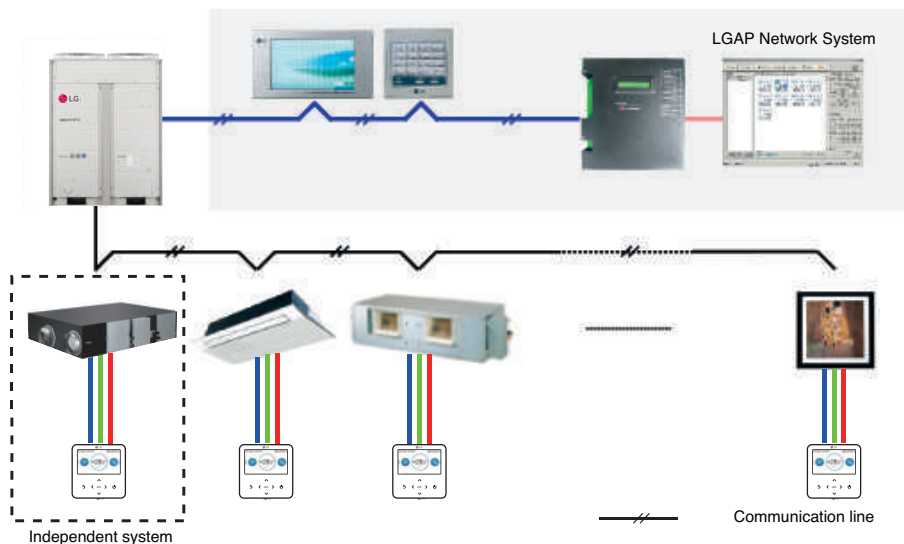 LGAP Network System
LG
Independent system
Communication line